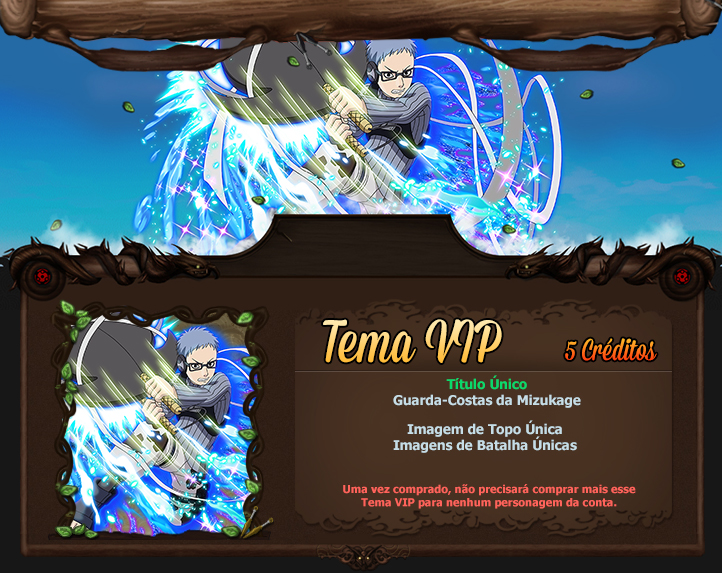 Tema VIP
5 Créditos
Título Único
Guarda-Costas da Mizukage
Imagem de Topo Única
Imagens de Batalha Únicas
Uma vez comprado, não precisará comprar mais esse
Tema VIP para nenhum personagem da conta.